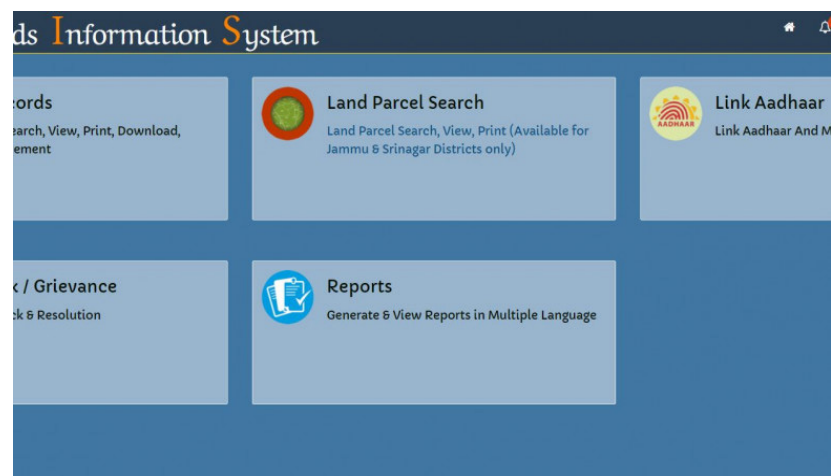 ds Information System
ords
earch, View, Print, Download,
ement
Land Parcel Search
Land Parcel Search, View, Print (Available for
Jammu & Srinagar Districts only)
AADHAAR
Link Aadhaar
Link Aadhaar And M
k / Grievance
ck & Resolution
Reports
Generate & View Reports in Multiple Language